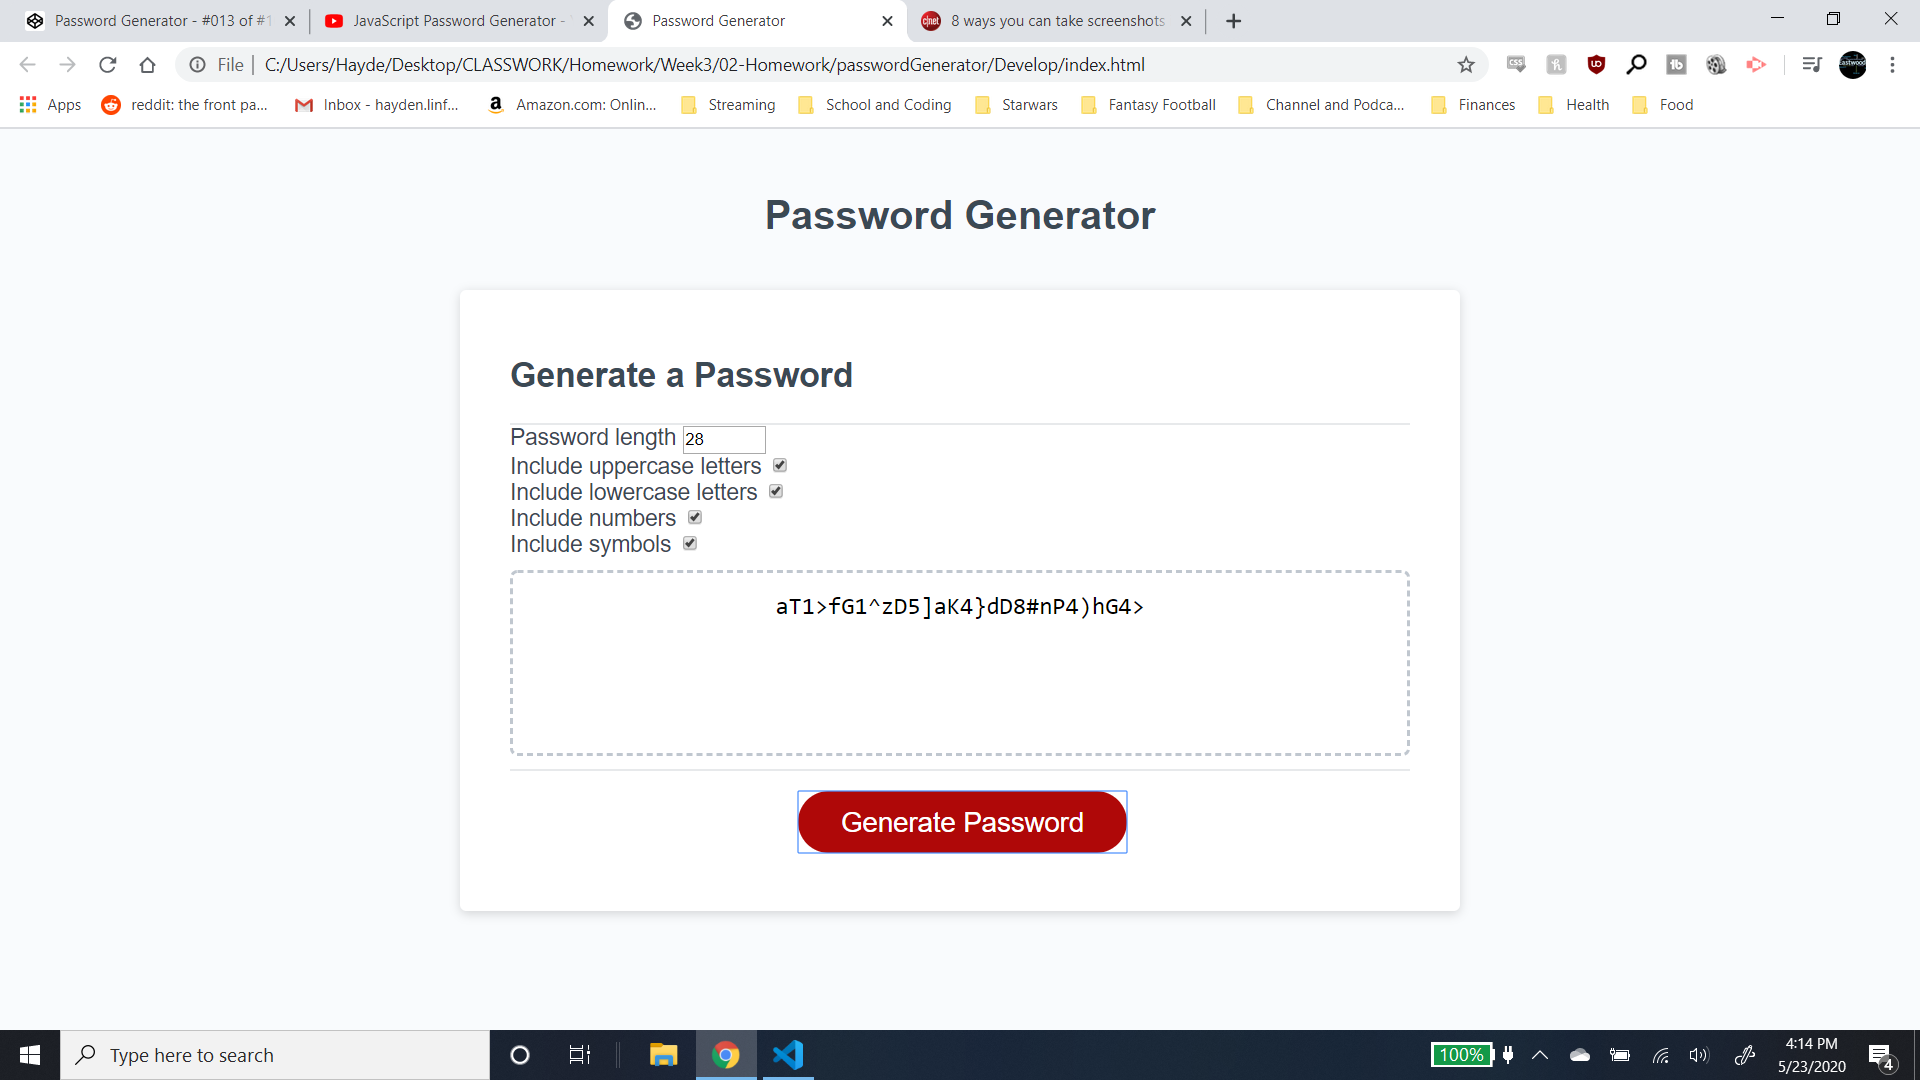 Password Generator - #013 of #1
JavaScript Password Generator -
Password Generator
c|net
8 ways you can take screenshots
File
C:/Users/Hayde/Desktop/CLASSWORK/Homework/Week3/02-Homework/passwordGenerator/Develop/index.html
CSS
tb
Eastwood
Apps
reddit: the front pa...
Inbox - hayden.linf...
Amazon.com: Onlin...
Streaming
School and Coding
Starwars
Fantasy Football
Channel and Podca...
Finances
Health
Food
Password Generator
Generate a Password
Password length 28
Include uppercase letters
Include lowercase letters
Include numbers
Include symbols
aT1>fG1^zD5]aK4}dD8#nP4)hG4>
Generate Password
Type here to search
100%
4:14 PM
5/23/2020
4